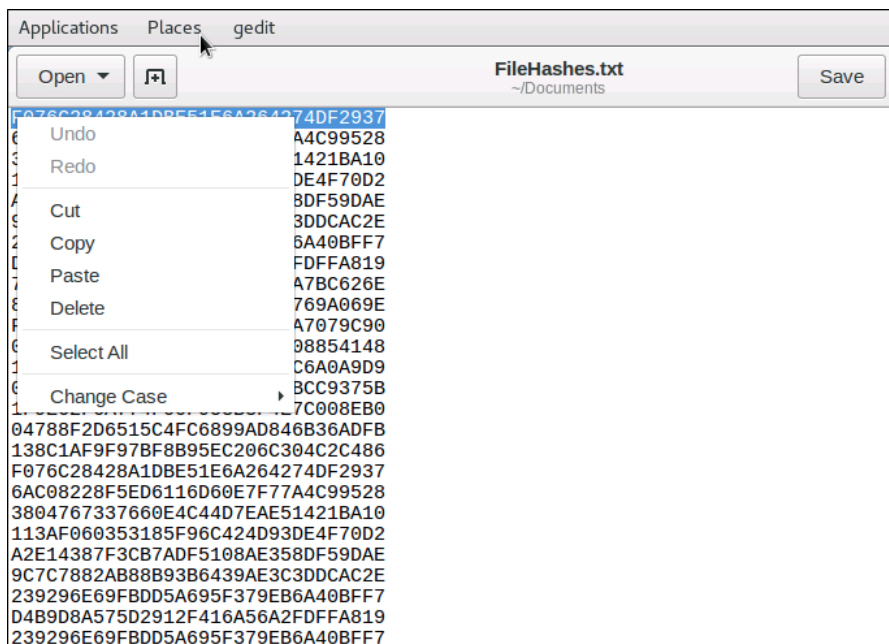 Applications Places gedit
Open
FileHashes.txt
~/Documents
Save
F076C28428A1DBE51E6A264274DF2937
Undo
Redo
Cut
Copy
Paste
Delete
Select All
Change Case
A4C99528
1421BA10
DE4F70D2
8DF59DAE
3DDCAC2E
6A40BFF7
FDFFA819
A7BC626E
769A069E
A7079C90
08854148
C6A0A9D9
BCC9375B
7C008EB0
04788F2D6515C4FC6899AD846B36ADFB
138C1AF9F97BF8B95EC206C304C2C486
F076C28428A1DBE51E6A264274DF2937
6AC08228F5ED6116D60E7F77A4C99528
3804767337660E4C44D7EAE51421BA10
113AF060353185F96C424D93DE4F70D2
A2E14387F3CB7ADF5108AE358DF59DAE
9C7C7882AB88B93B6439AE3C3DDCAC2E
239296E69FBDD5A695F379EB6A40BFF7
D4B9D8A575D2912F416A56A2FDFFA819
239296E69FBDD5A695F379EB6A40BFF7